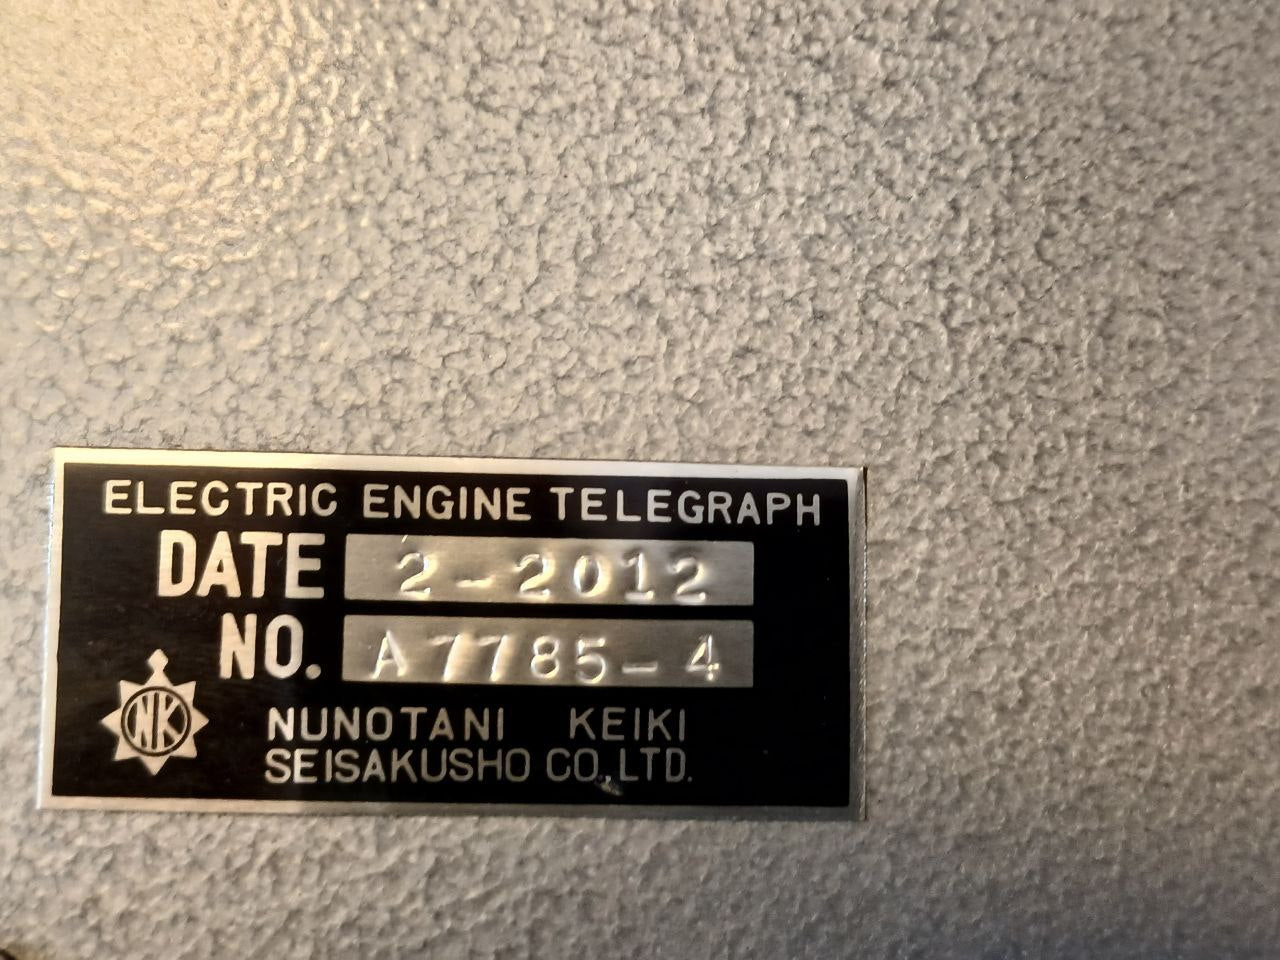 ELECTRIC ENGINE TELEGRAPH
DATE 2-2012
NO. A7785-4
NK
NUNOTANI KEIKI
SEISAKUSHO CO.,LTD.